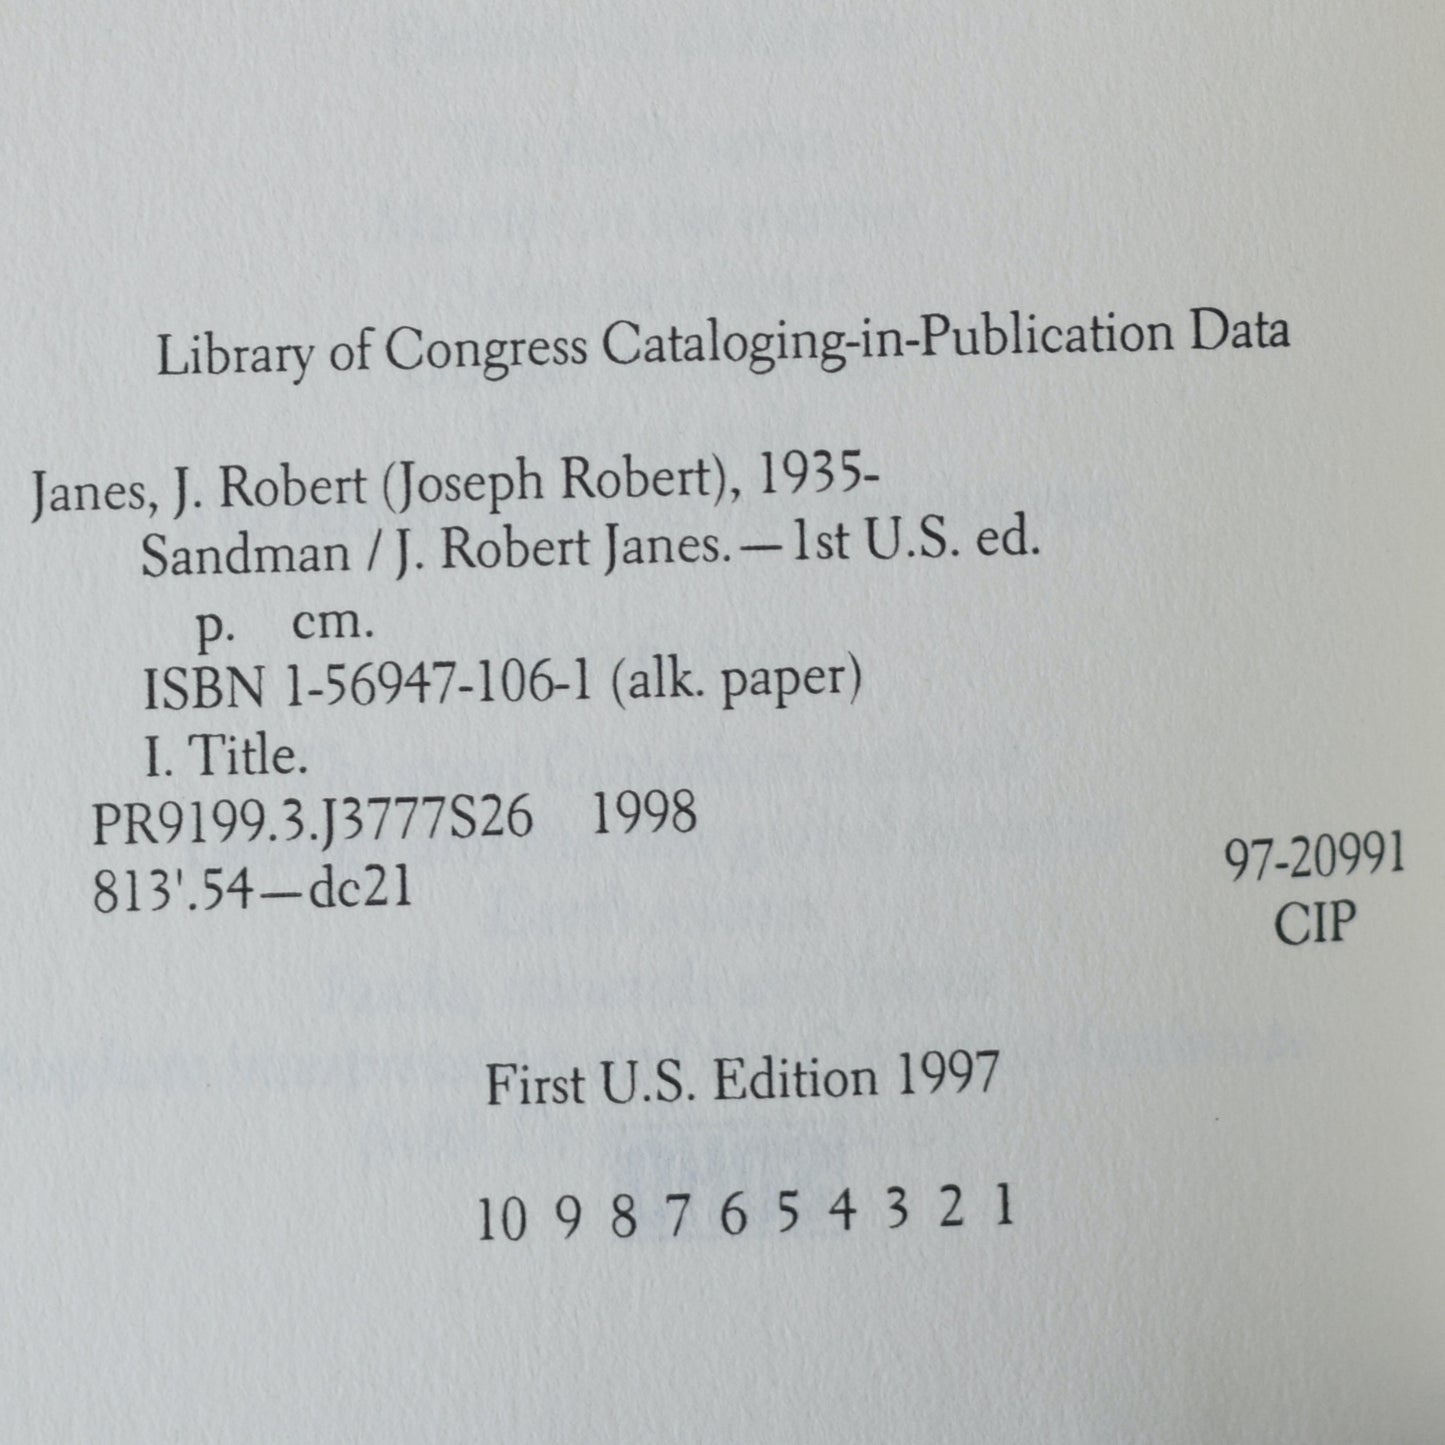 Library of Congress Cataloging-in-Publication Data
Janes, J. Robert (Joseph Robert), 1935-
Sandman / J. Robert Janes.—1st U.S. ed.
p. cm.
ISBN 1-56947-106-1 (alk. paper)
I. Title.
PR9199.3.J3777S26 1998
813'.54—dc21
97-20991
CIP
First U.S. Edition 1997
10 9 8 7 6 5 4 3 2 1